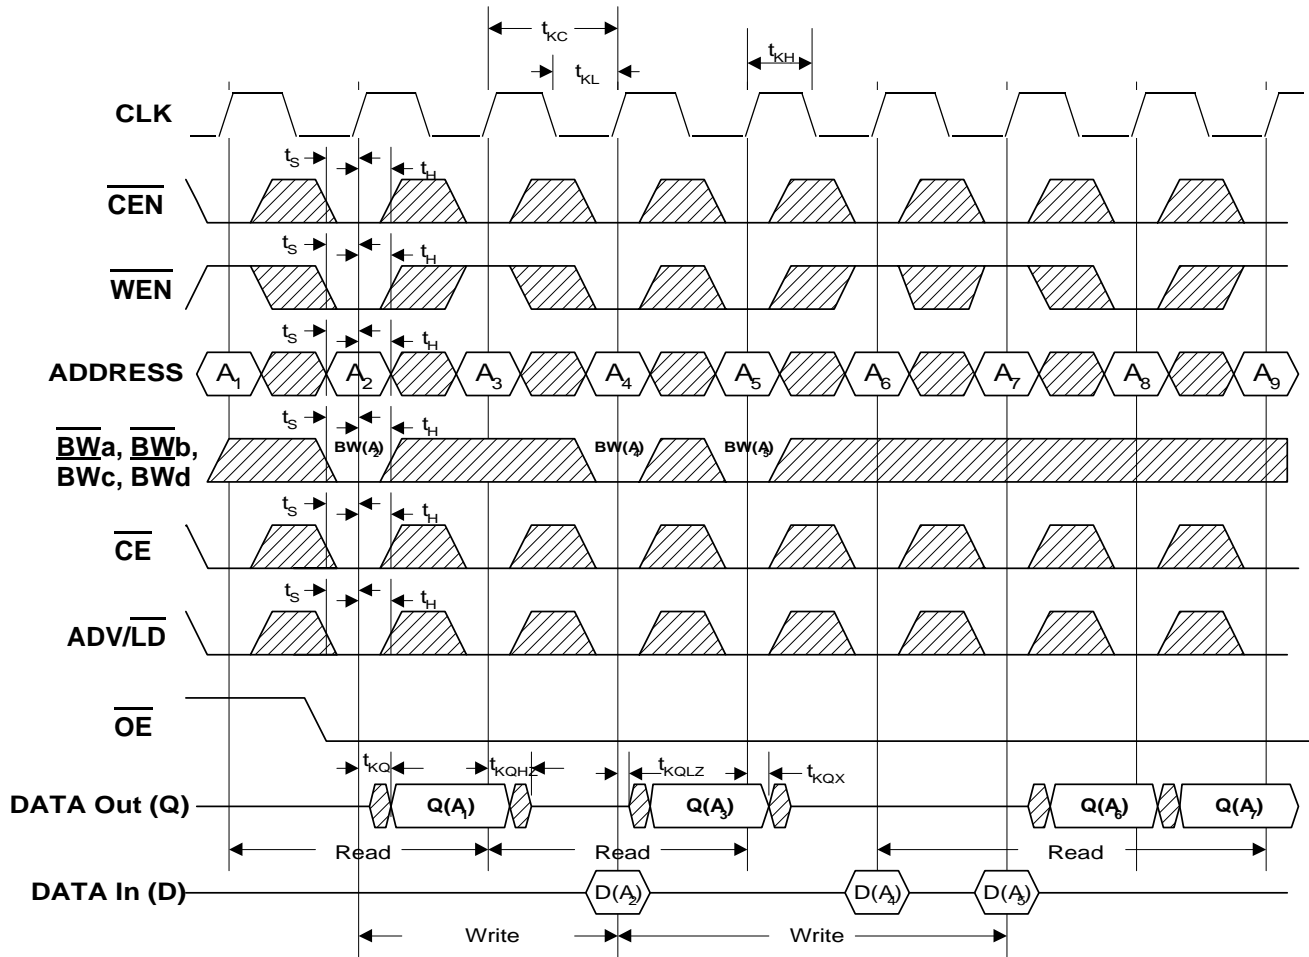 tKC
tKL
tKH
CLK
tS
tH
CEN
tS
tH
WEN
tS
tH
ADDRESS A1 A2 A3 A4 A5 A6 A7 A8 A9
BWa, BWb,
BWc, BWd
tS
tH
BW(A2) BW(A4) BW(A5)
tS
tH
CE
tS
tH
ADV/LD
OE
tKQ tKQHZ tKQLZ tKQX
DATA Out (Q) Q(A1) Q(A3) Q(A6) Q(A7)
Read Read Read
DATA In (D) D(A2) D(A4) D(A5)
Write Write